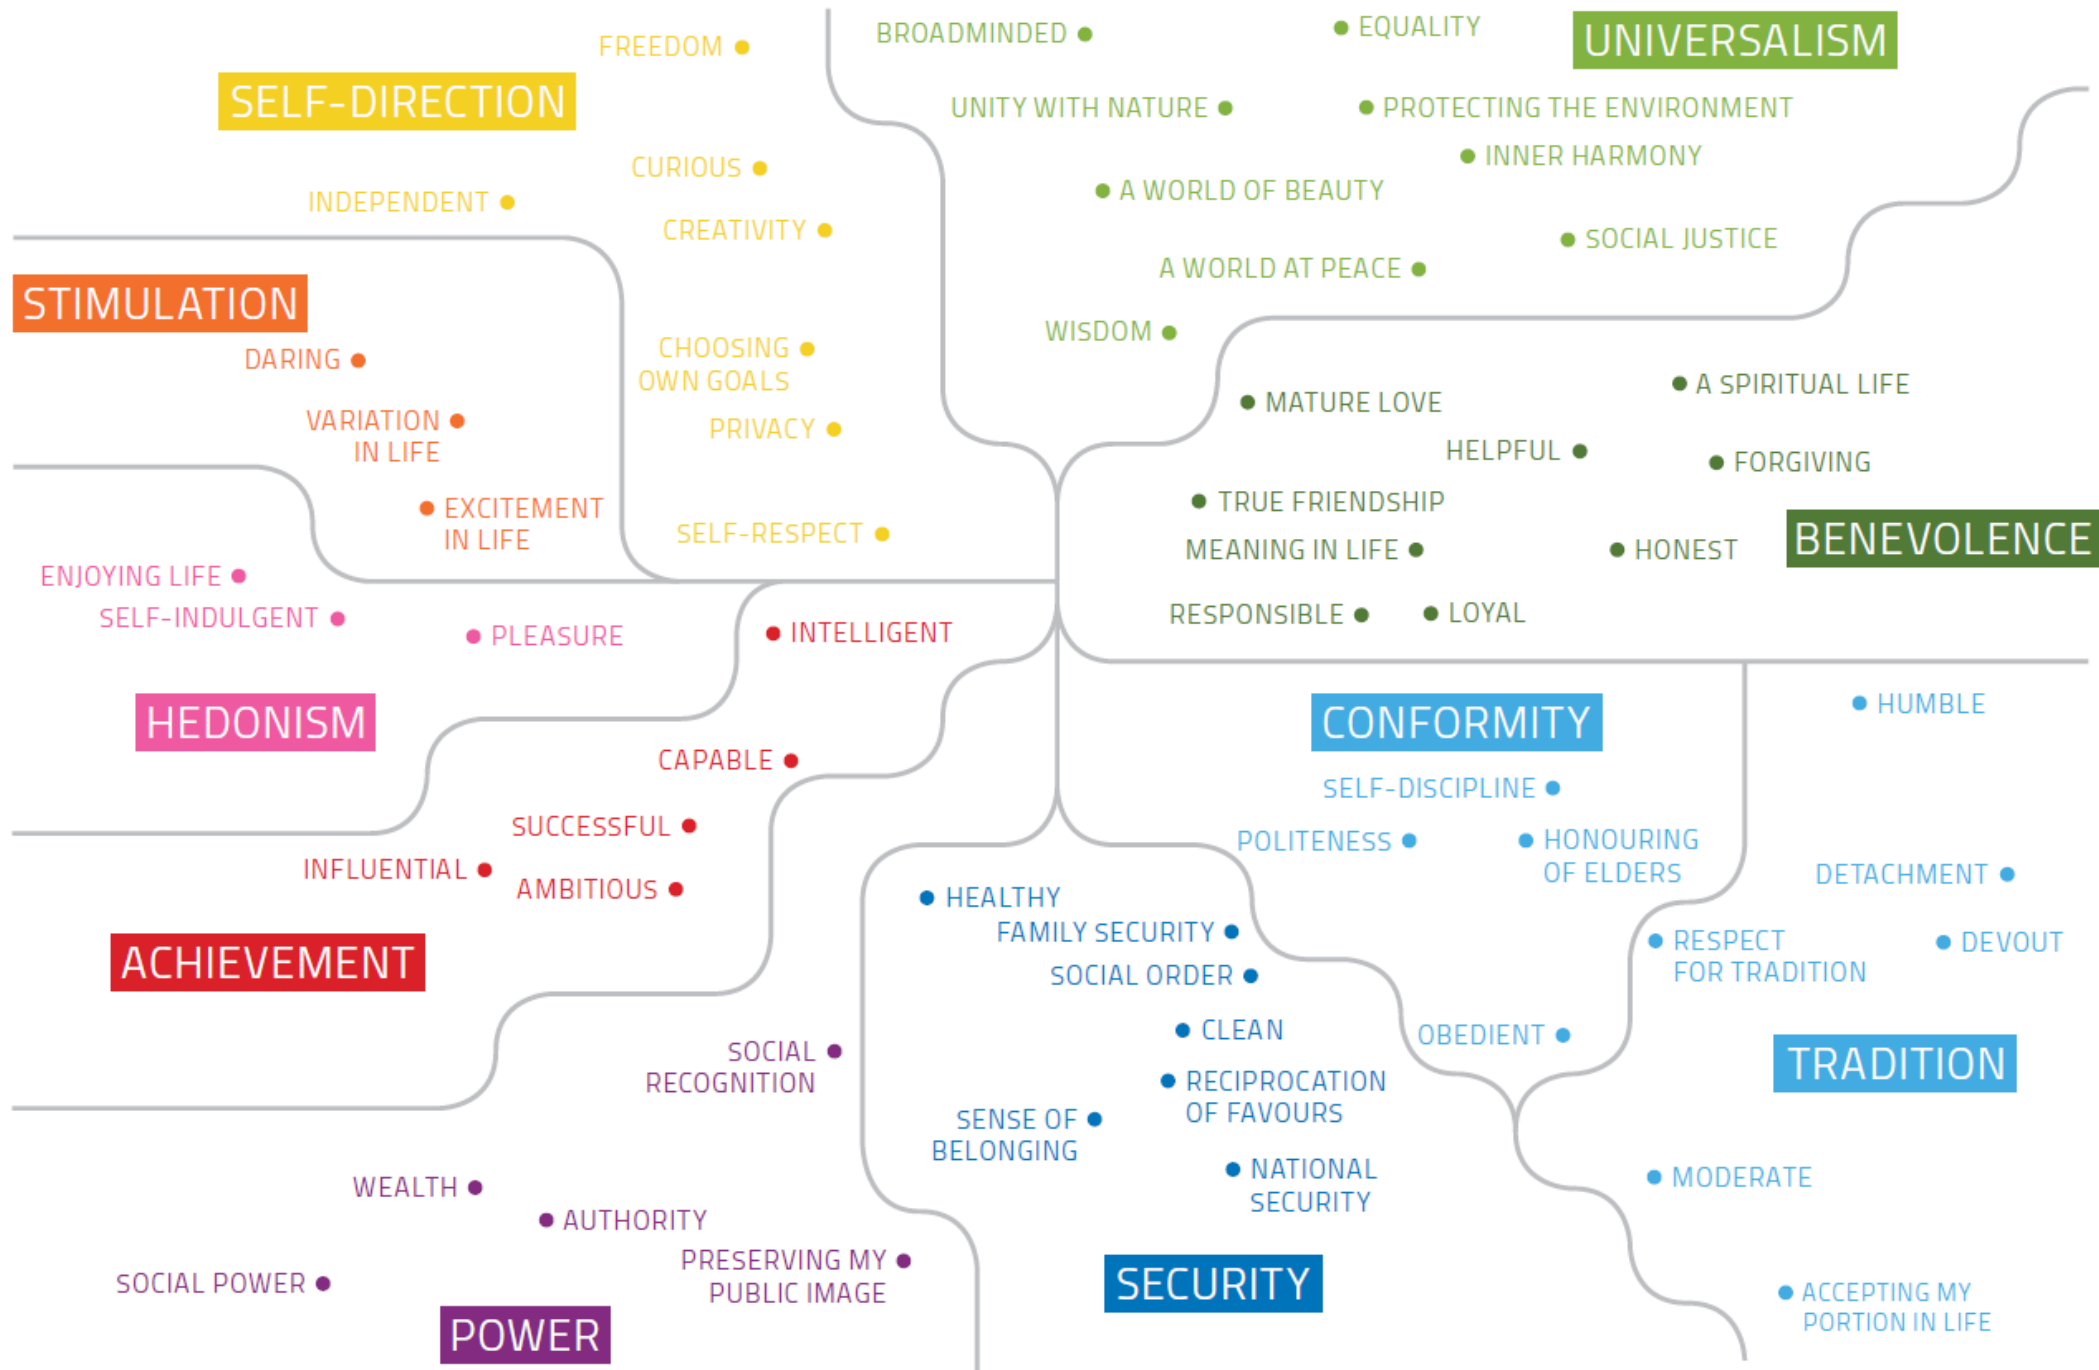 FREEDOM
SELF-DIRECTION
CURIOUS
INDEPENDENT
CREATIVITY
CHOOSING
OWN GOALS
PRIVACY
SELF-RESPECT
BROADMINDED
EQUALITY
UNIVERSALISM
UNITY WITH NATURE
PROTECTING THE ENVIRONMENT
INNER HARMONY
A WORLD OF BEAUTY
SOCIAL JUSTICE
A WORLD AT PEACE
WISDOM
STIMULATION
DARING
VARIATION
IN LIFE
EXCITEMENT
IN LIFE
A SPIRITUAL LIFE
MATURE LOVE
HELPFUL
FORGIVING
TRUE FRIENDSHIP
MEANING IN LIFE
HONEST
BENEVOLENCE
RESPONSIBLE
LOYAL
ENJOYING LIFE
SELF-INDULGENT
PLEASURE
HEDONISM
INTELLIGENT
CAPABLE
SUCCESSFUL
INFLUENTIAL
AMBITIOUS
ACHIEVEMENT
CONFORMITY
SELF-DISCIPLINE
POLITENESS
HONOURING
OF ELDERS
OBEDIENT
HUMBLE
DETACHMENT
RESPECT
FOR TRADITION
DEVOUT
TRADITION
MODERATE
ACCEPTING MY
PORTION IN LIFE
HEALTHY
FAMILY SECURITY
SOCIAL ORDER
CLEAN
RECIPROCATION
OF FAVOURS
SENSE OF
BELONGING
NATIONAL
SECURITY
SECURITY
SOCIAL
RECOGNITION
WEALTH
AUTHORITY
PRESERVING MY
PUBLIC IMAGE
SOCIAL POWER
POWER